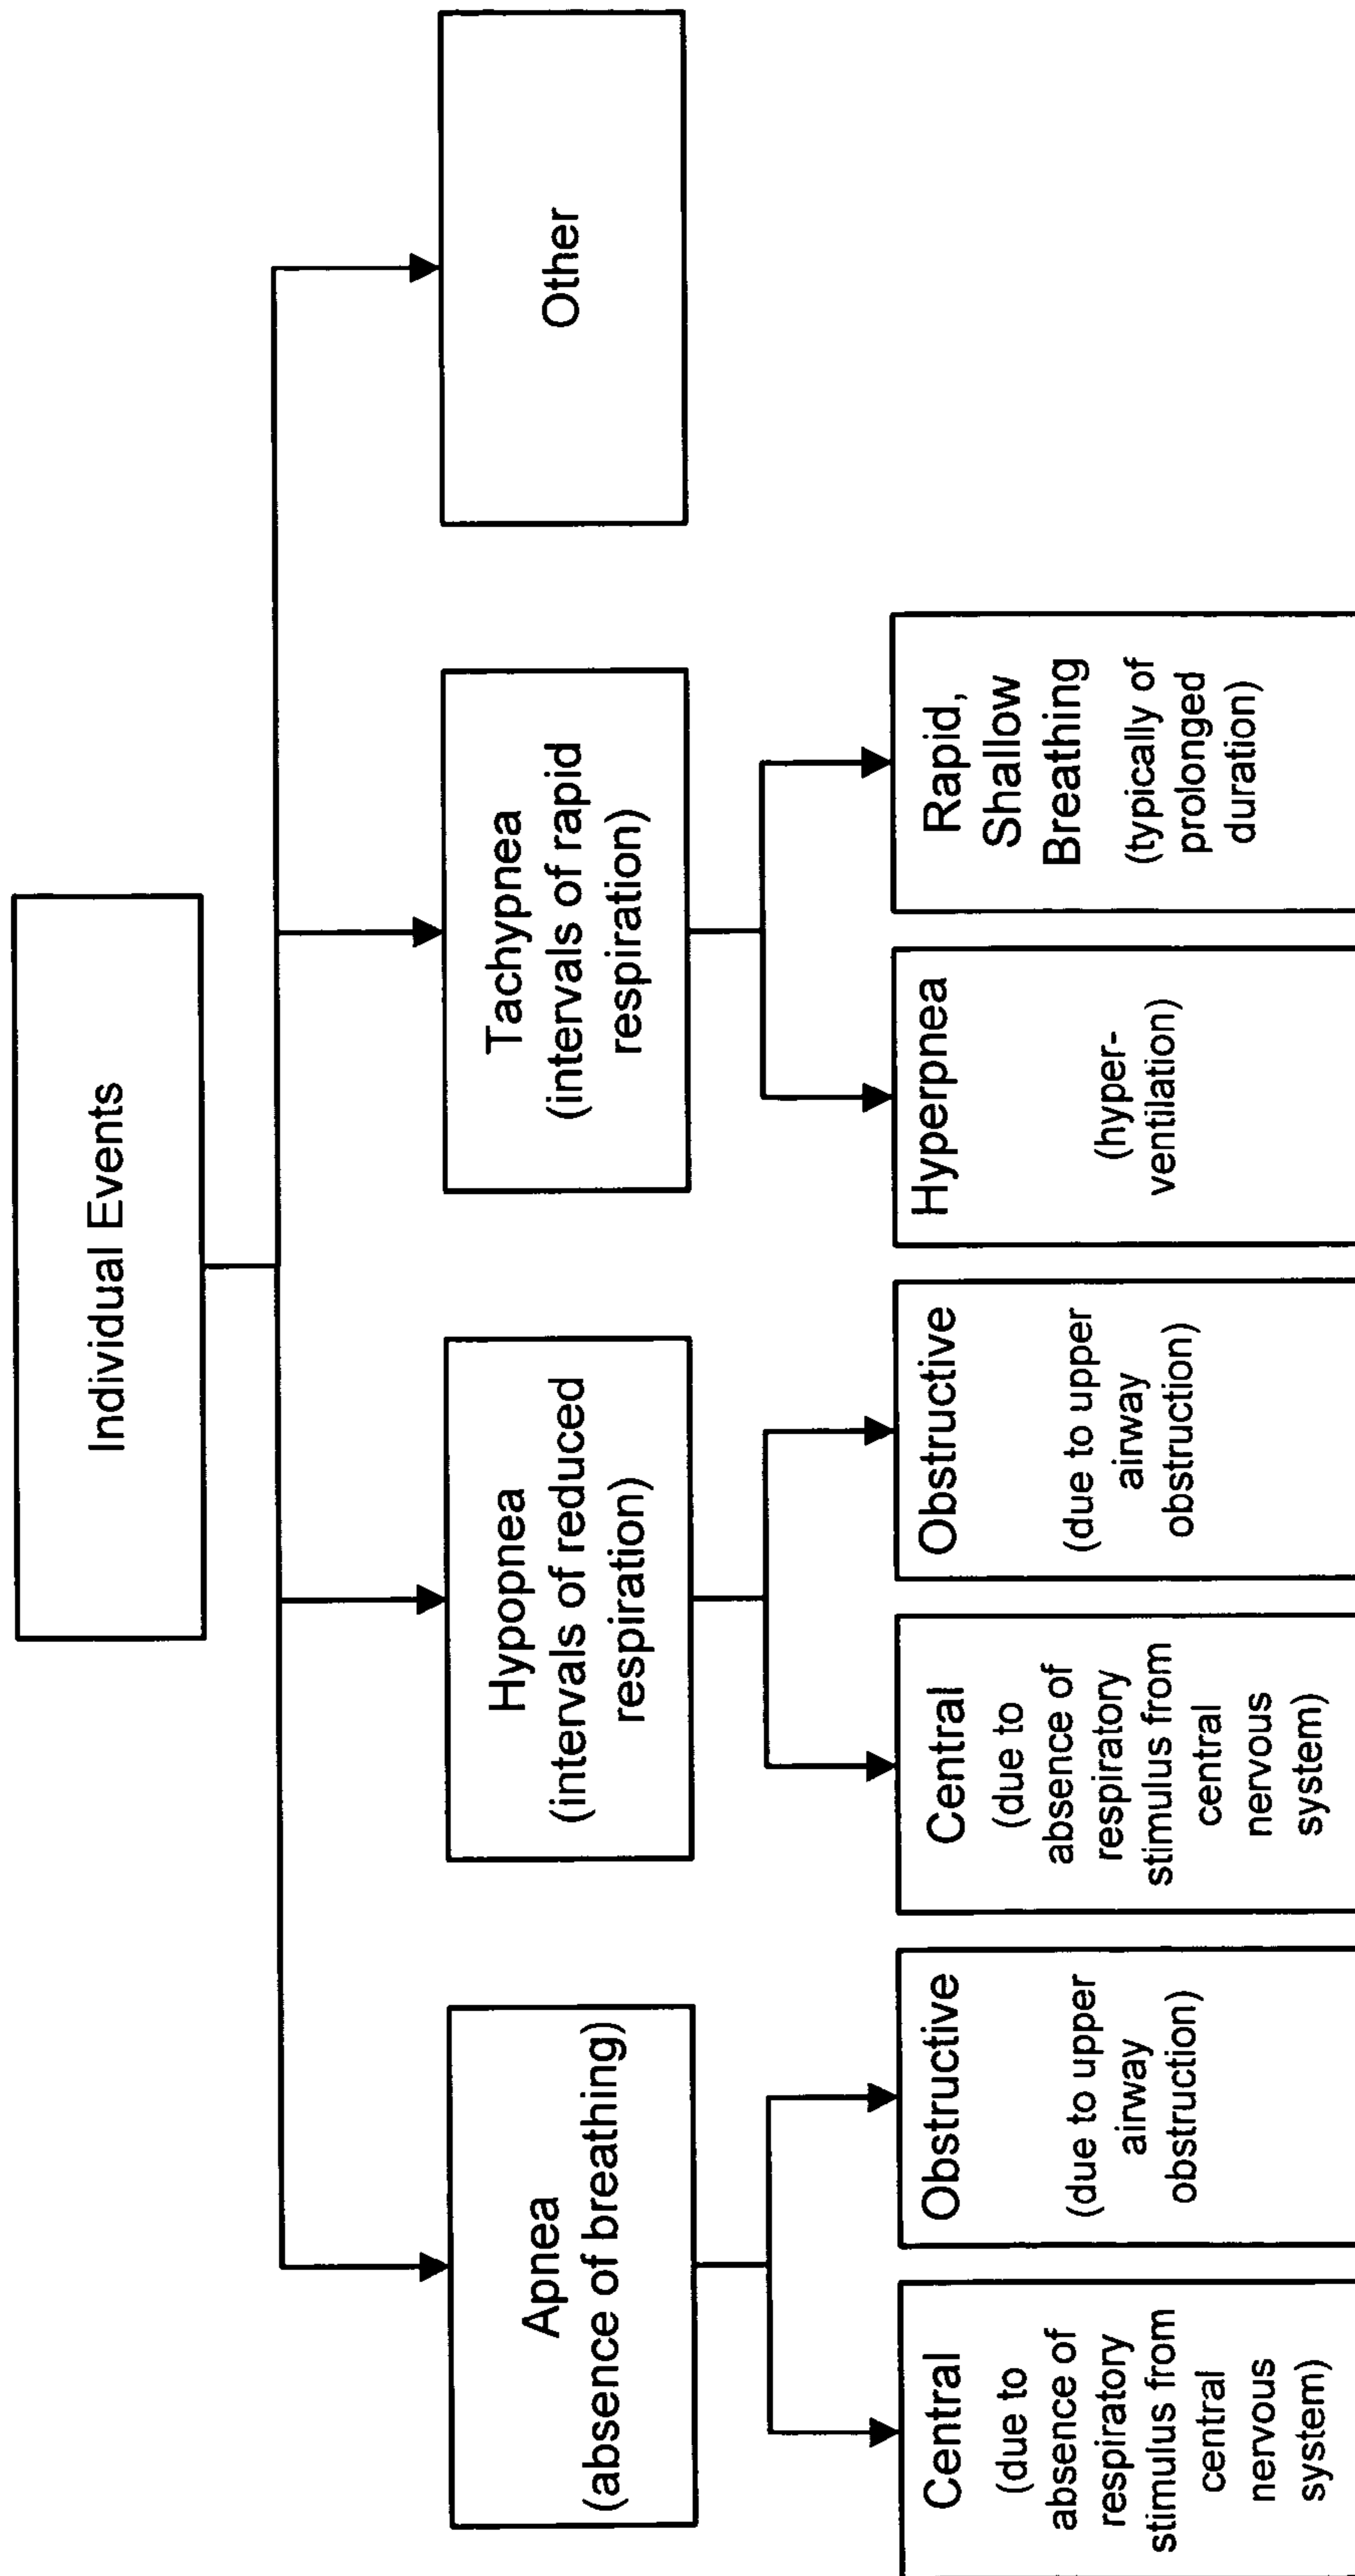 Individual Events
Apnea
(absence of breathing)
Hypopnea
(intervals of reduced
respiration)
Tachypnea
(intervals of rapid
respiration)
Other
Central
(due to
absence of
respiratory
stimulus from
central
nervous
system)
Obstructive
(due to upper
airway
obstruction)
Central
(due to
absence of
respiratory
stimulus from
central
nervous
system)
Obstructive
(due to upper
airway
obstruction)
Hyperpnea
(hyper-
ventilation)
Rapid,
Shallow
Breathing
(typically of
prolonged
duration)